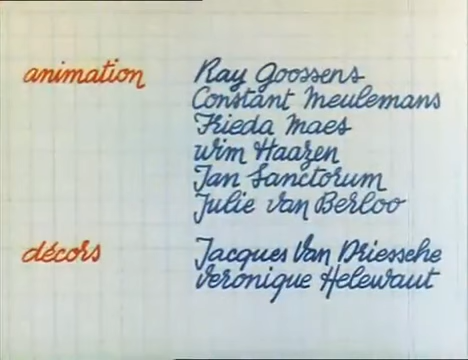 animation Ray Goossens
Constant Meulemans
Frieda Maes
Wim Haazen
Jan Sanctorum
Julie Van Berloo
décors Jacques Van Driessche
Veronique Helewaut